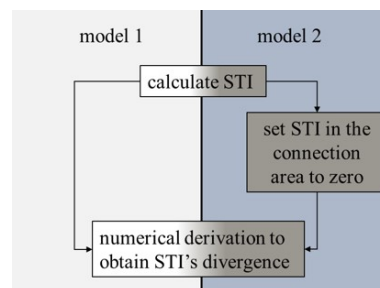 model 1
model 2
calculate STI
set STI in the
connection
area to zero
numerical derivation to
obtain STI's divergence